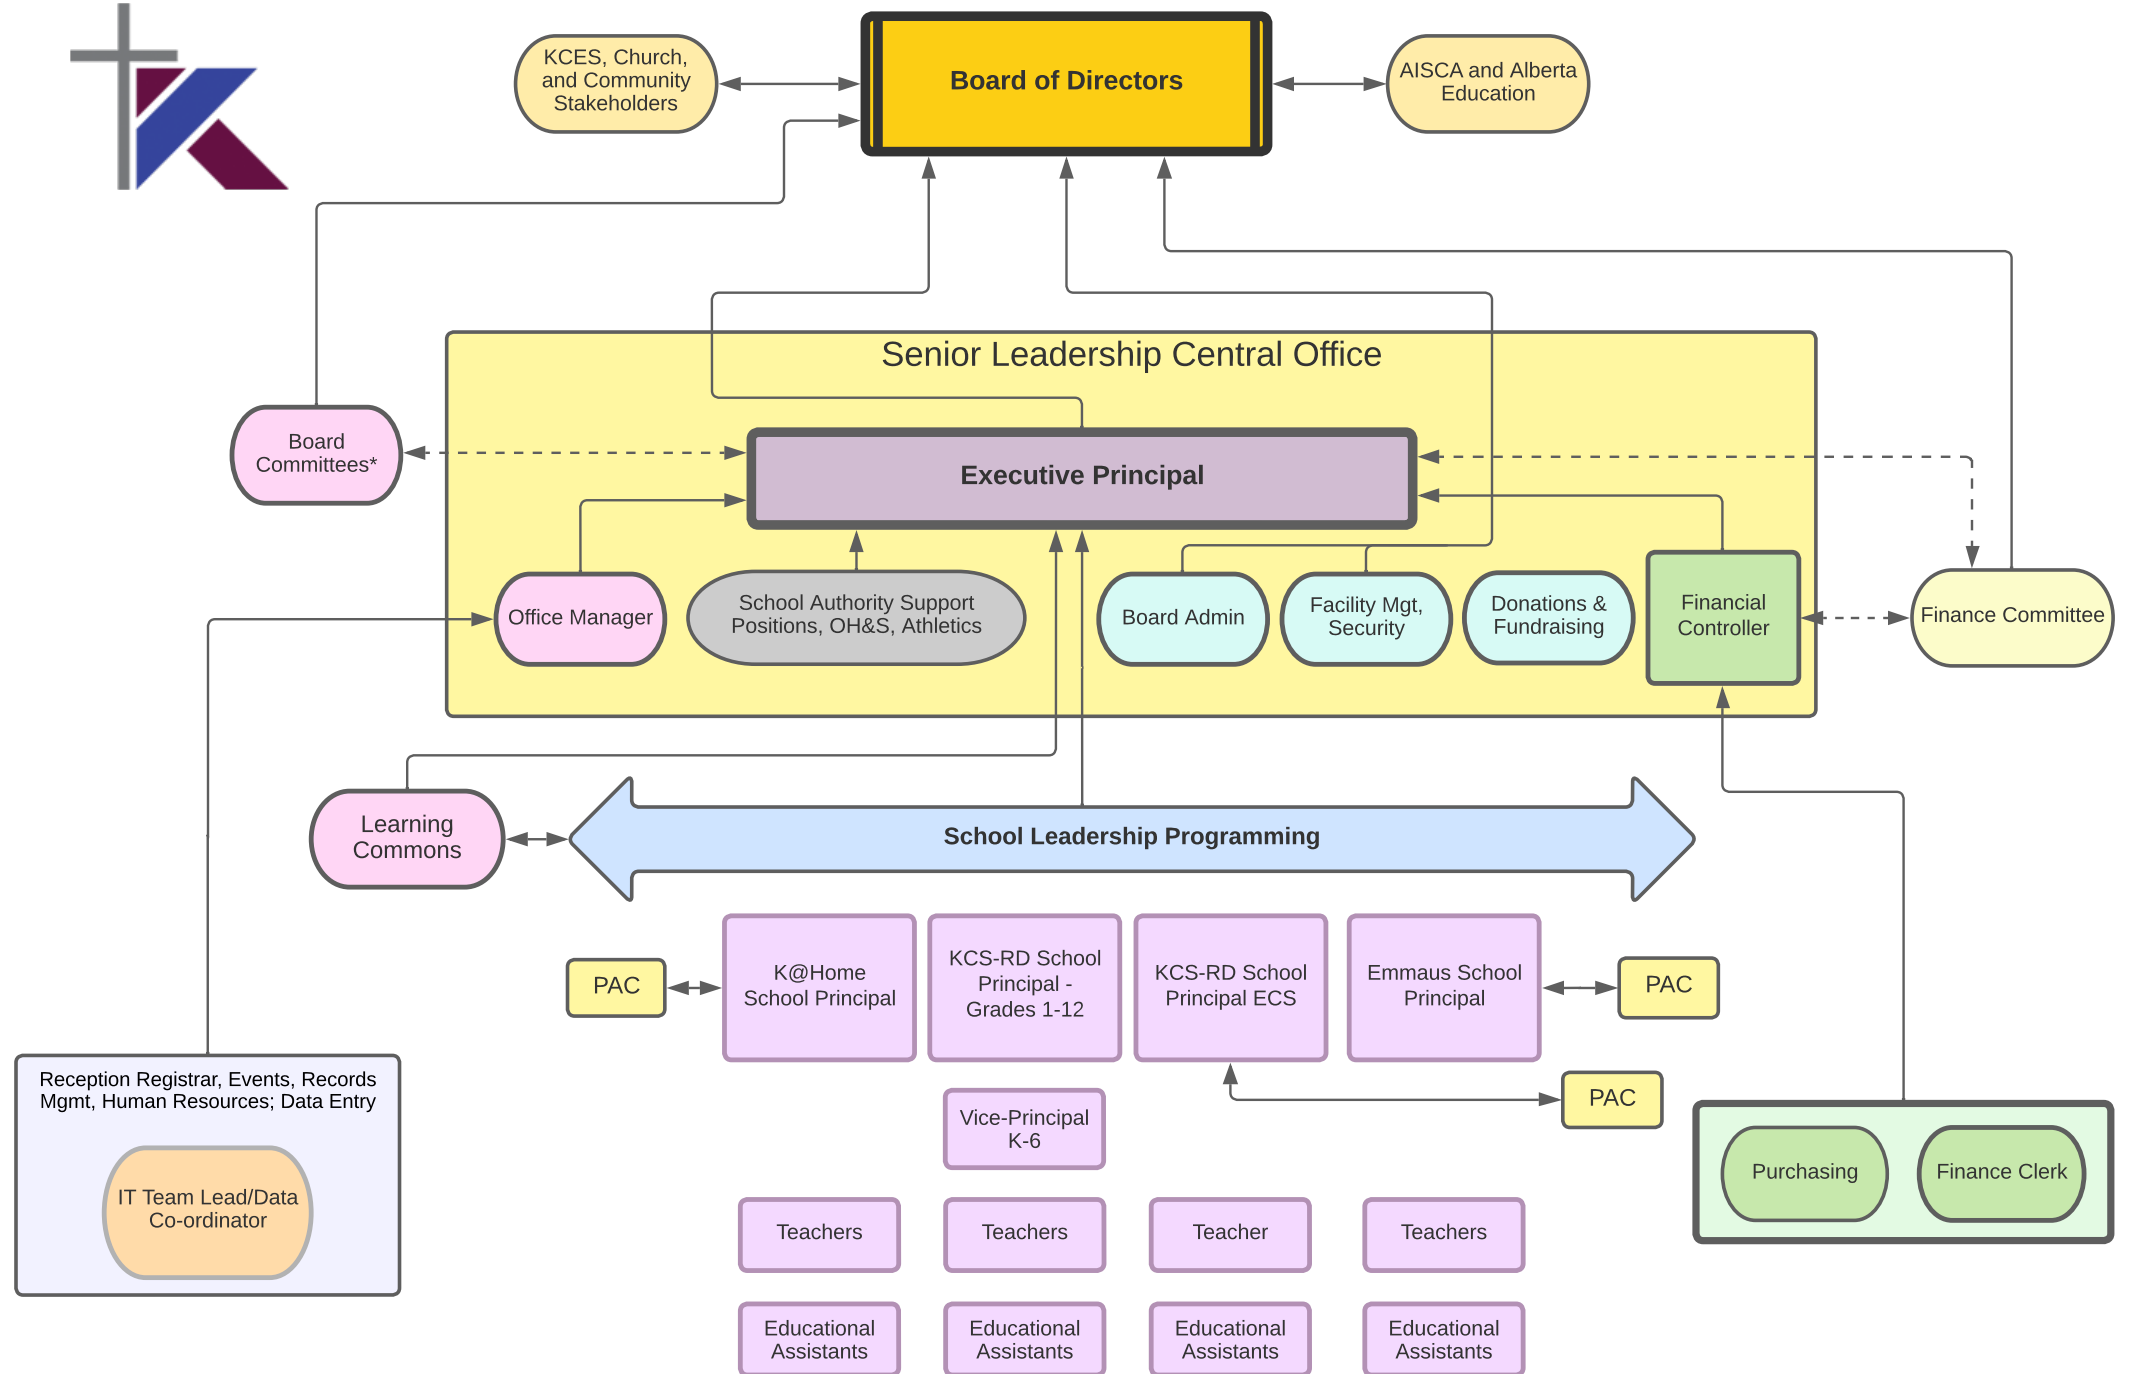 KCES, Church,
and Community
Stakeholders
Board of Directors
AISCA and Alberta
Education
Senior Leadership Central Office
Board
Committees*
Executive Principal
Office Manager
School Authority Support
Positions, OH&S, Athletics
Board Admin
Facility Mgt,
Security
Donations &
Fundraising
Financial
Controller
Finance Committee
Learning
Commons
School Leadership Programming
PAC
K@Home
School Principal
KCS-RD School
Principal -
Grades 1-12
KCS-RD School
Principal ECS
Emmaus School
Principal
PAC
PAC
Reception Registrar, Events, Records
Mgmt, Human Resources; Data Entry
IT Team Lead/Data
Co-ordinator
Vice-Principal
K-6
Purchasing
Finance Clerk
Teachers
Teachers
Teacher
Teachers
Educational
Assistants
Educational
Assistants
Educational
Assistants
Educational
Assistants